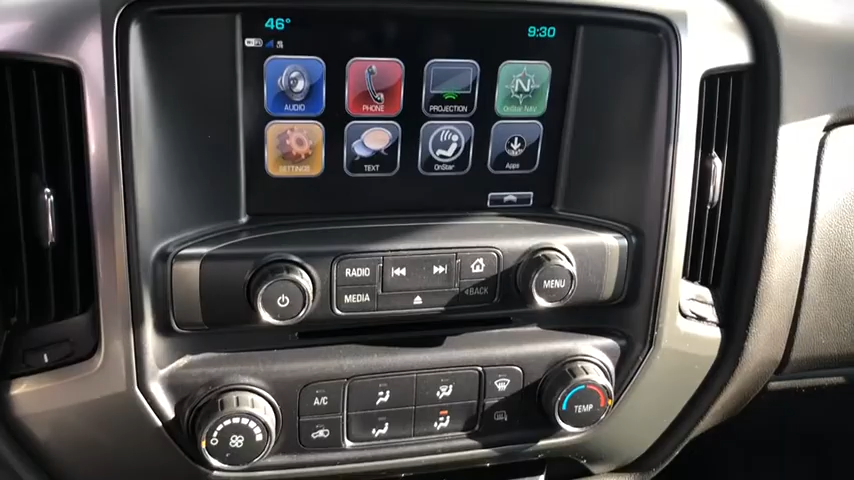 46°
9:30
AUDIO
PHONE
PROJECTION
OnStar NAV
SETTINGS
TEXT
OnStar
Apps
RADIO
MEDIA
BACK
MENU
A/C
TEMP